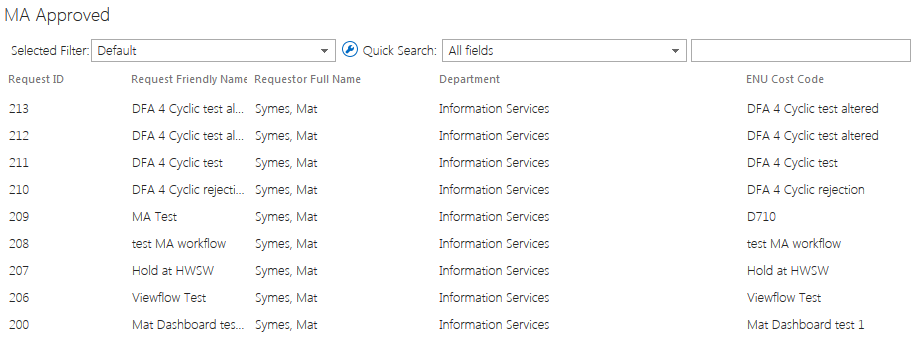 MA Approved
Selected Filter: Default Quick Search: All fields
Request ID Request Friendly Name Requestor Full Name Department ENU Cost Code
213 DFA 4 Cyclic test al... Symes, Mat Information Services DFA 4 Cyclic test altered
212 DFA 4 Cyclic test al... Symes, Mat Information Services DFA 4 Cyclic test altered
211 DFA 4 Cyclic test Symes, Mat Information Services DFA 4 Cyclic test
210 DFA 4 Cyclic rejecti... Symes, Mat Information Services DFA 4 Cyclic rejection
209 MA Test Symes, Mat Information Services D710
208 test MA workflow Symes, Mat Information Services test MA workflow
207 Hold at HWSW Symes, Mat Information Services Hold at HWSW
206 Viewflow Test Symes, Mat Information Services Viewflow Test
200 Mat Dashboard tes... Symes, Mat Information Services Mat Dashboard test 1